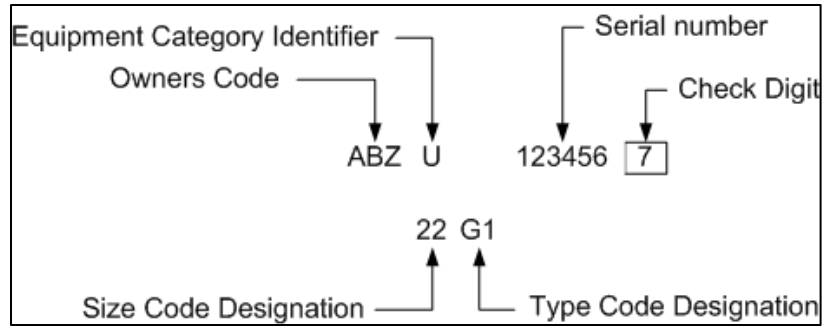 Equipment Category Identifier
Serial number
Owners Code
Check Digit
ABZ U 123456 7
22 G1
Size Code Designation
Type Code Designation